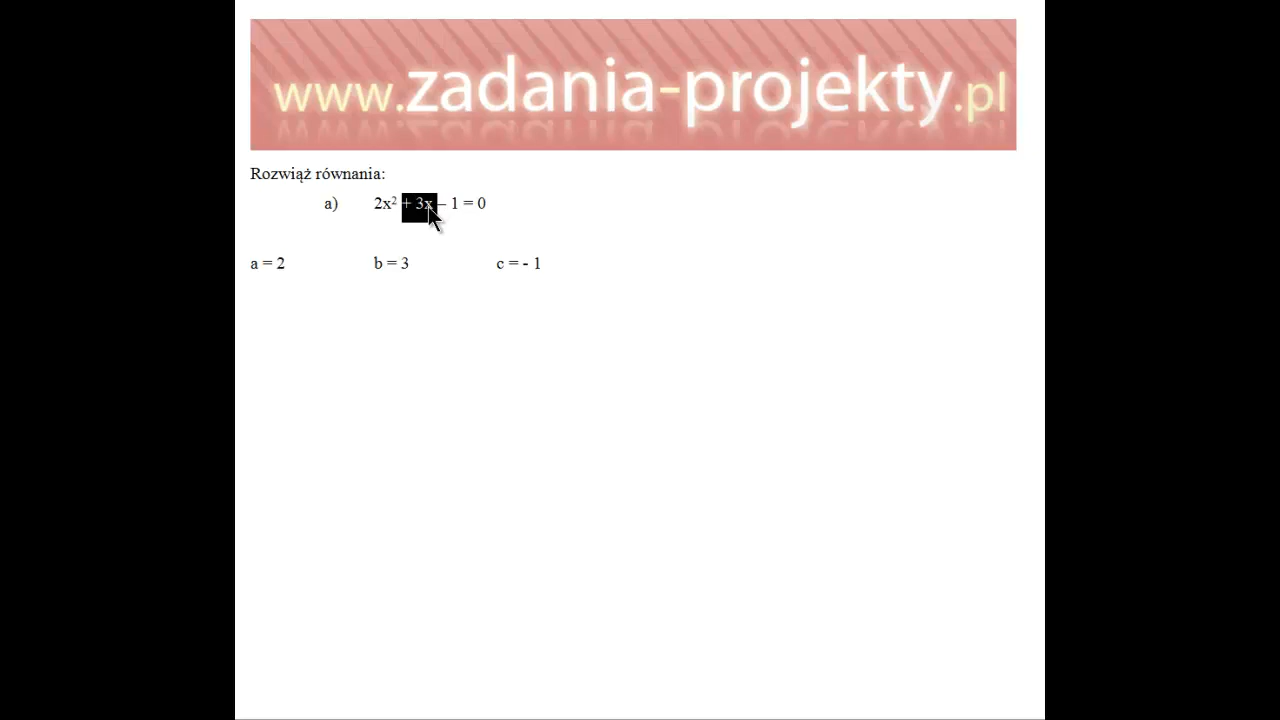 www.zadania-projekty.pl
Rozwiąż równania:
a) 2x² + 3x – 1 = 0
a = 2 b = 3 c = - 1